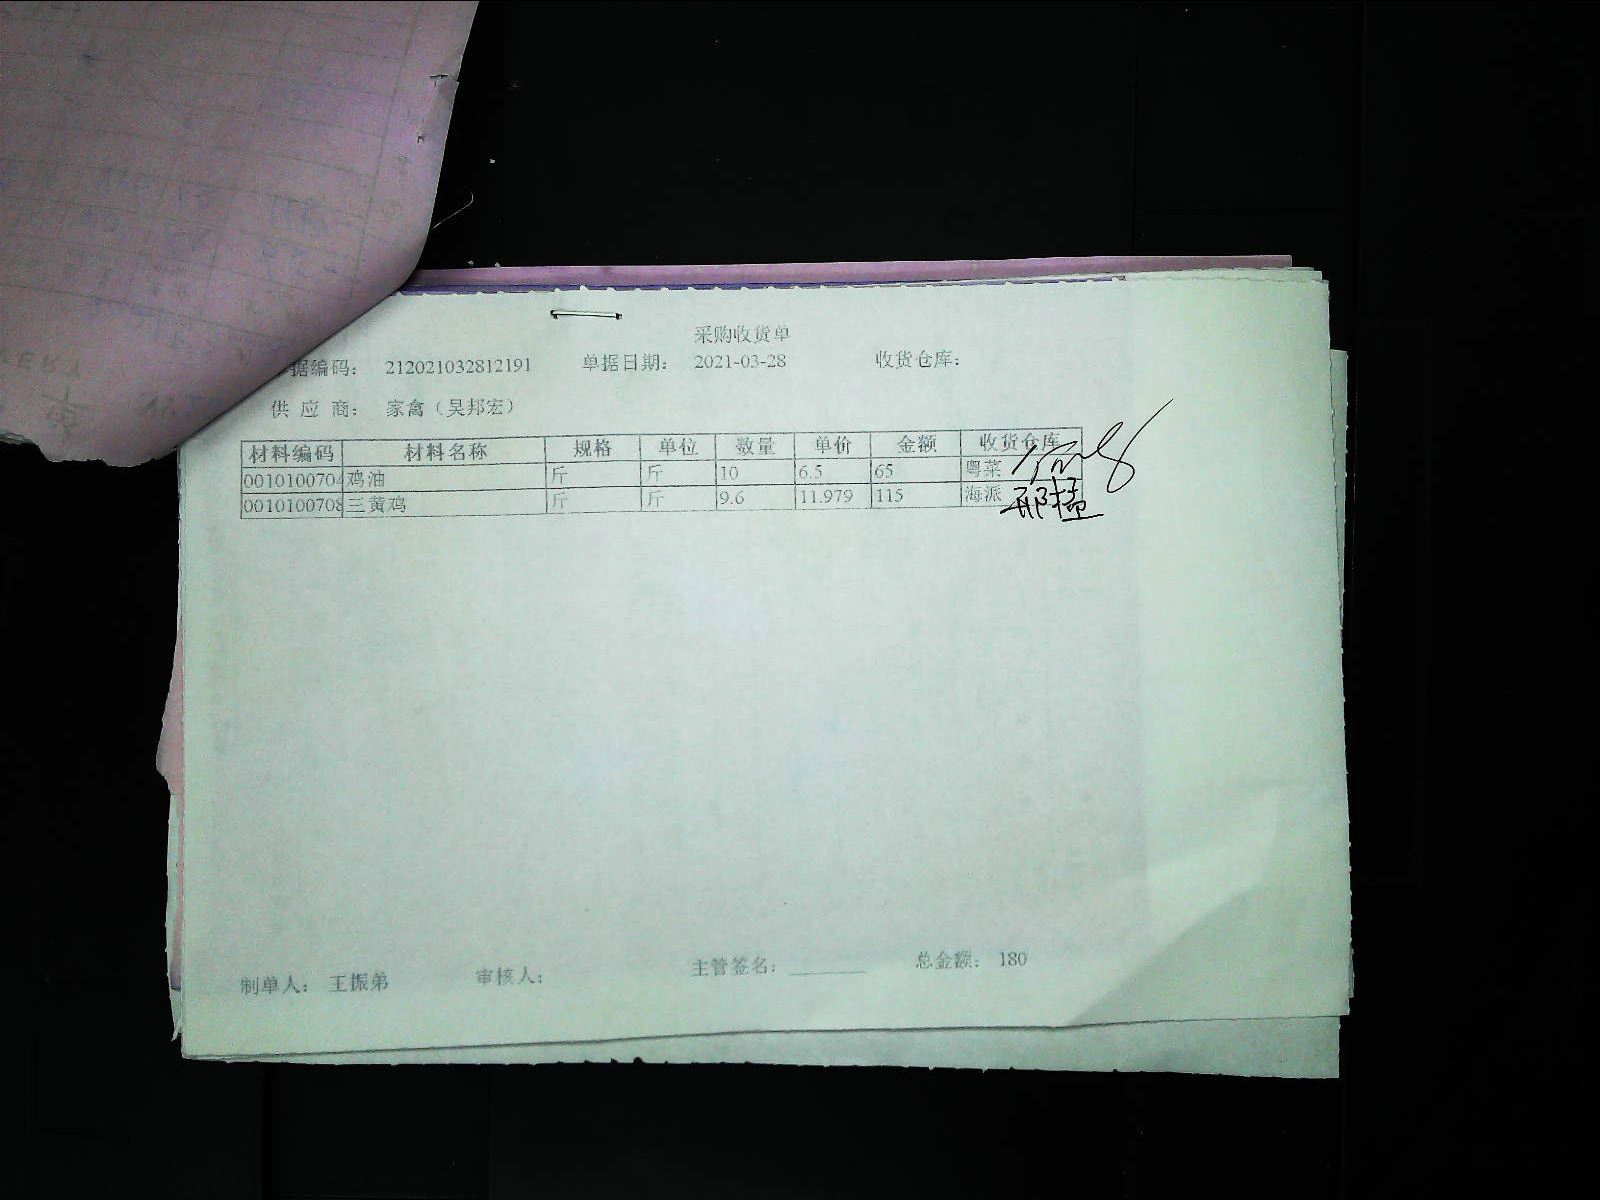 采购收货单
据编码: 212021032812191 单据日期: 2021-03-28 收货仓库:
供应商: 家禽（吴邦宏）
材料编码 材料名称 规格 单位 数量 单价 金额 收货仓库
0010100704 鸡油 斤 斤 10 6.5 65 粤菜
0010100708 三黄鸡 斤 斤 9.6 11.979 115 海派
制单人: 王振弟 审核人: 主管签名: 总金额: 180